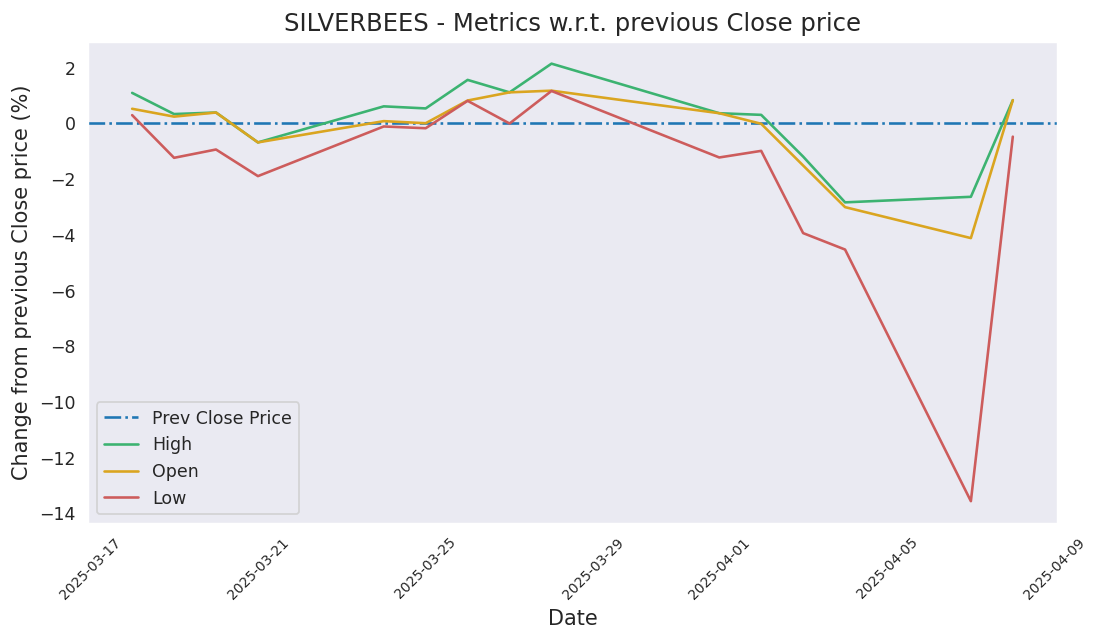 SILVERBEES - Metrics w.r.t. previous Close price
Change from previous Close price (%)
2
0
−2
−4
−6
−8
−10
−12
−14
Prev Close Price
High
Open
Low
2025-03-17
2025-03-21
2025-03-25
2025-03-29
2025-04-01
2025-04-05
2025-04-09
Date